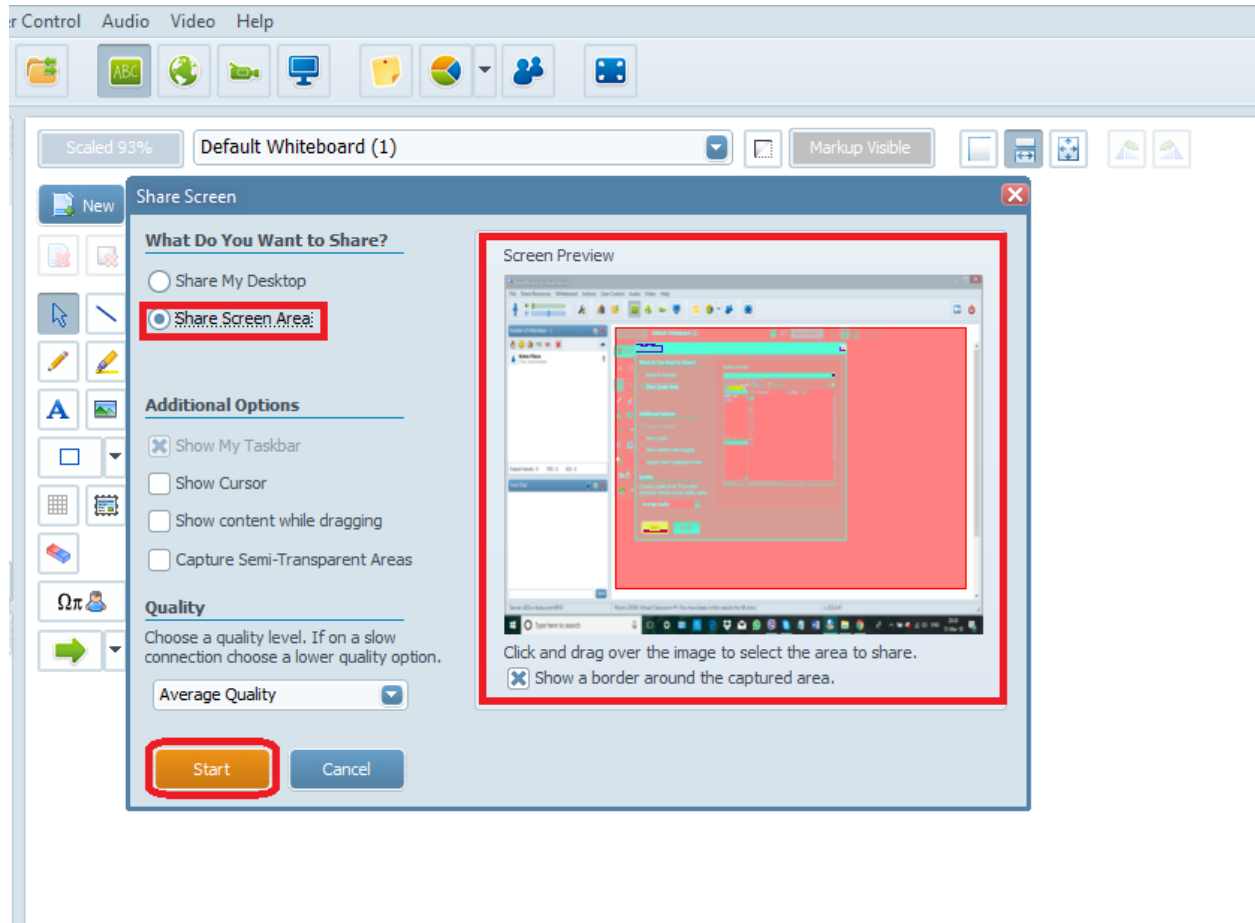 r Control Audio Video Help
ABC
Scaled 93% Default Whiteboard (1) Markup Visible
New
Share Screen
What Do You Want to Share?
Share My Desktop
Share Screen Area
Additional Options
Show My Taskbar
Show Cursor
Show content while dragging
Capture Semi-Transparent Areas
Quality
Choose a quality level. If on a slow
connection choose a lower quality option.
Average Quality
Start Cancel
Screen Preview
Type here to search
Click and drag over the image to select the area to share.
Show a border around the captured area.
A
Ωπ